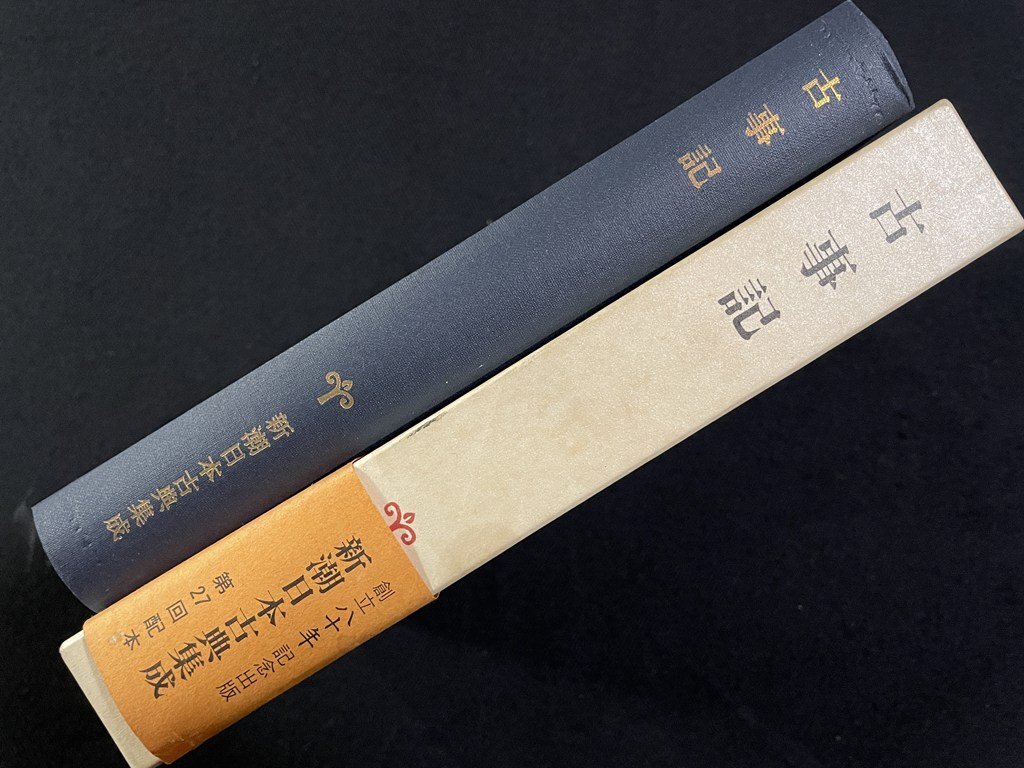 古事記
新潮日本古典集成
古事記
創立八十年記念出版
新潮日本古典集成
第27回配本